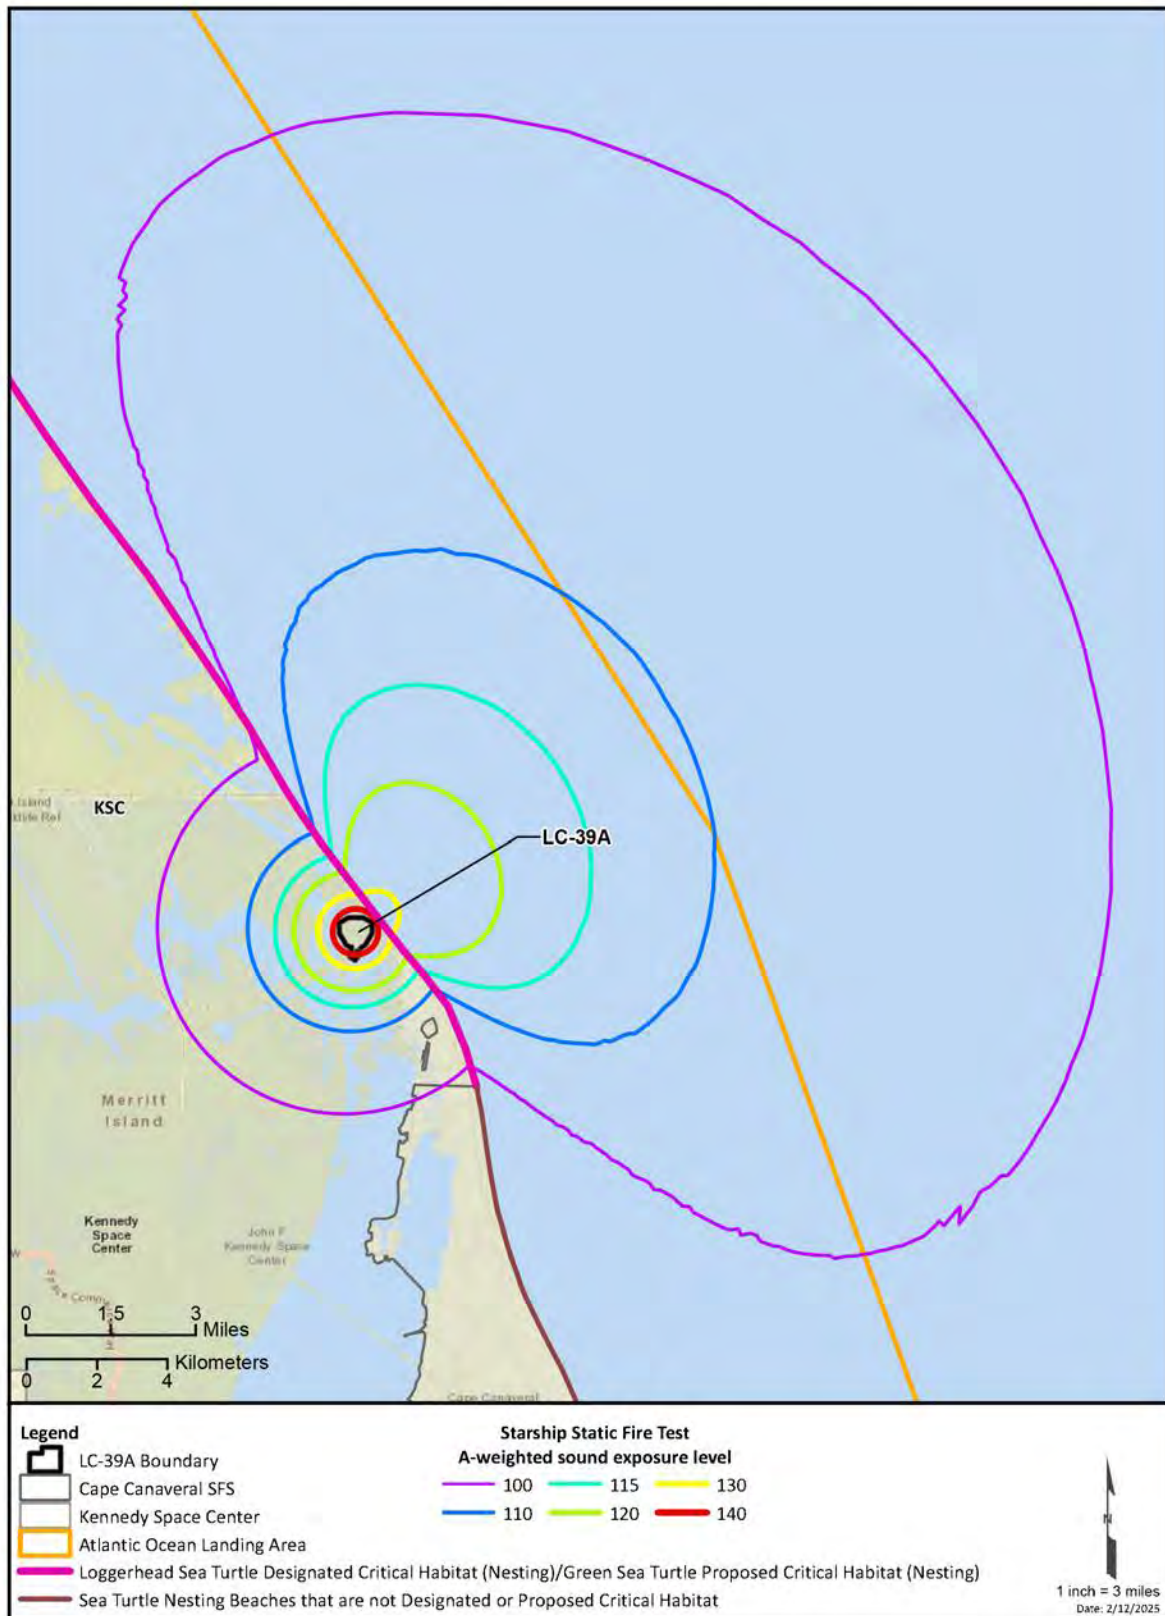 LC-39A
KSC
Island
Ref
Merritt
Island
Kennedy
Space
Center
John F
Kennedy Space
Center
W
Space Comm
0 1.5 3
Miles
Kilometers
0 2 4
Cape Canaveral
Legend
LC-39A Boundary
Cape Canaveral SFS
Kennedy Space Center
Atlantic Ocean Landing Area
Loggerhead Sea Turtle Designated Critical Habitat (Nesting)/Green Sea Turtle Proposed Critical Habitat (Nesting)
Sea Turtle Nesting Beaches that are not Designated or Proposed Critical Habitat
Starship Static Fire Test
A-weighted sound exposure level
100 115 130
110 120 140
N
1 inch = 3 miles
Date: 2/12/2025